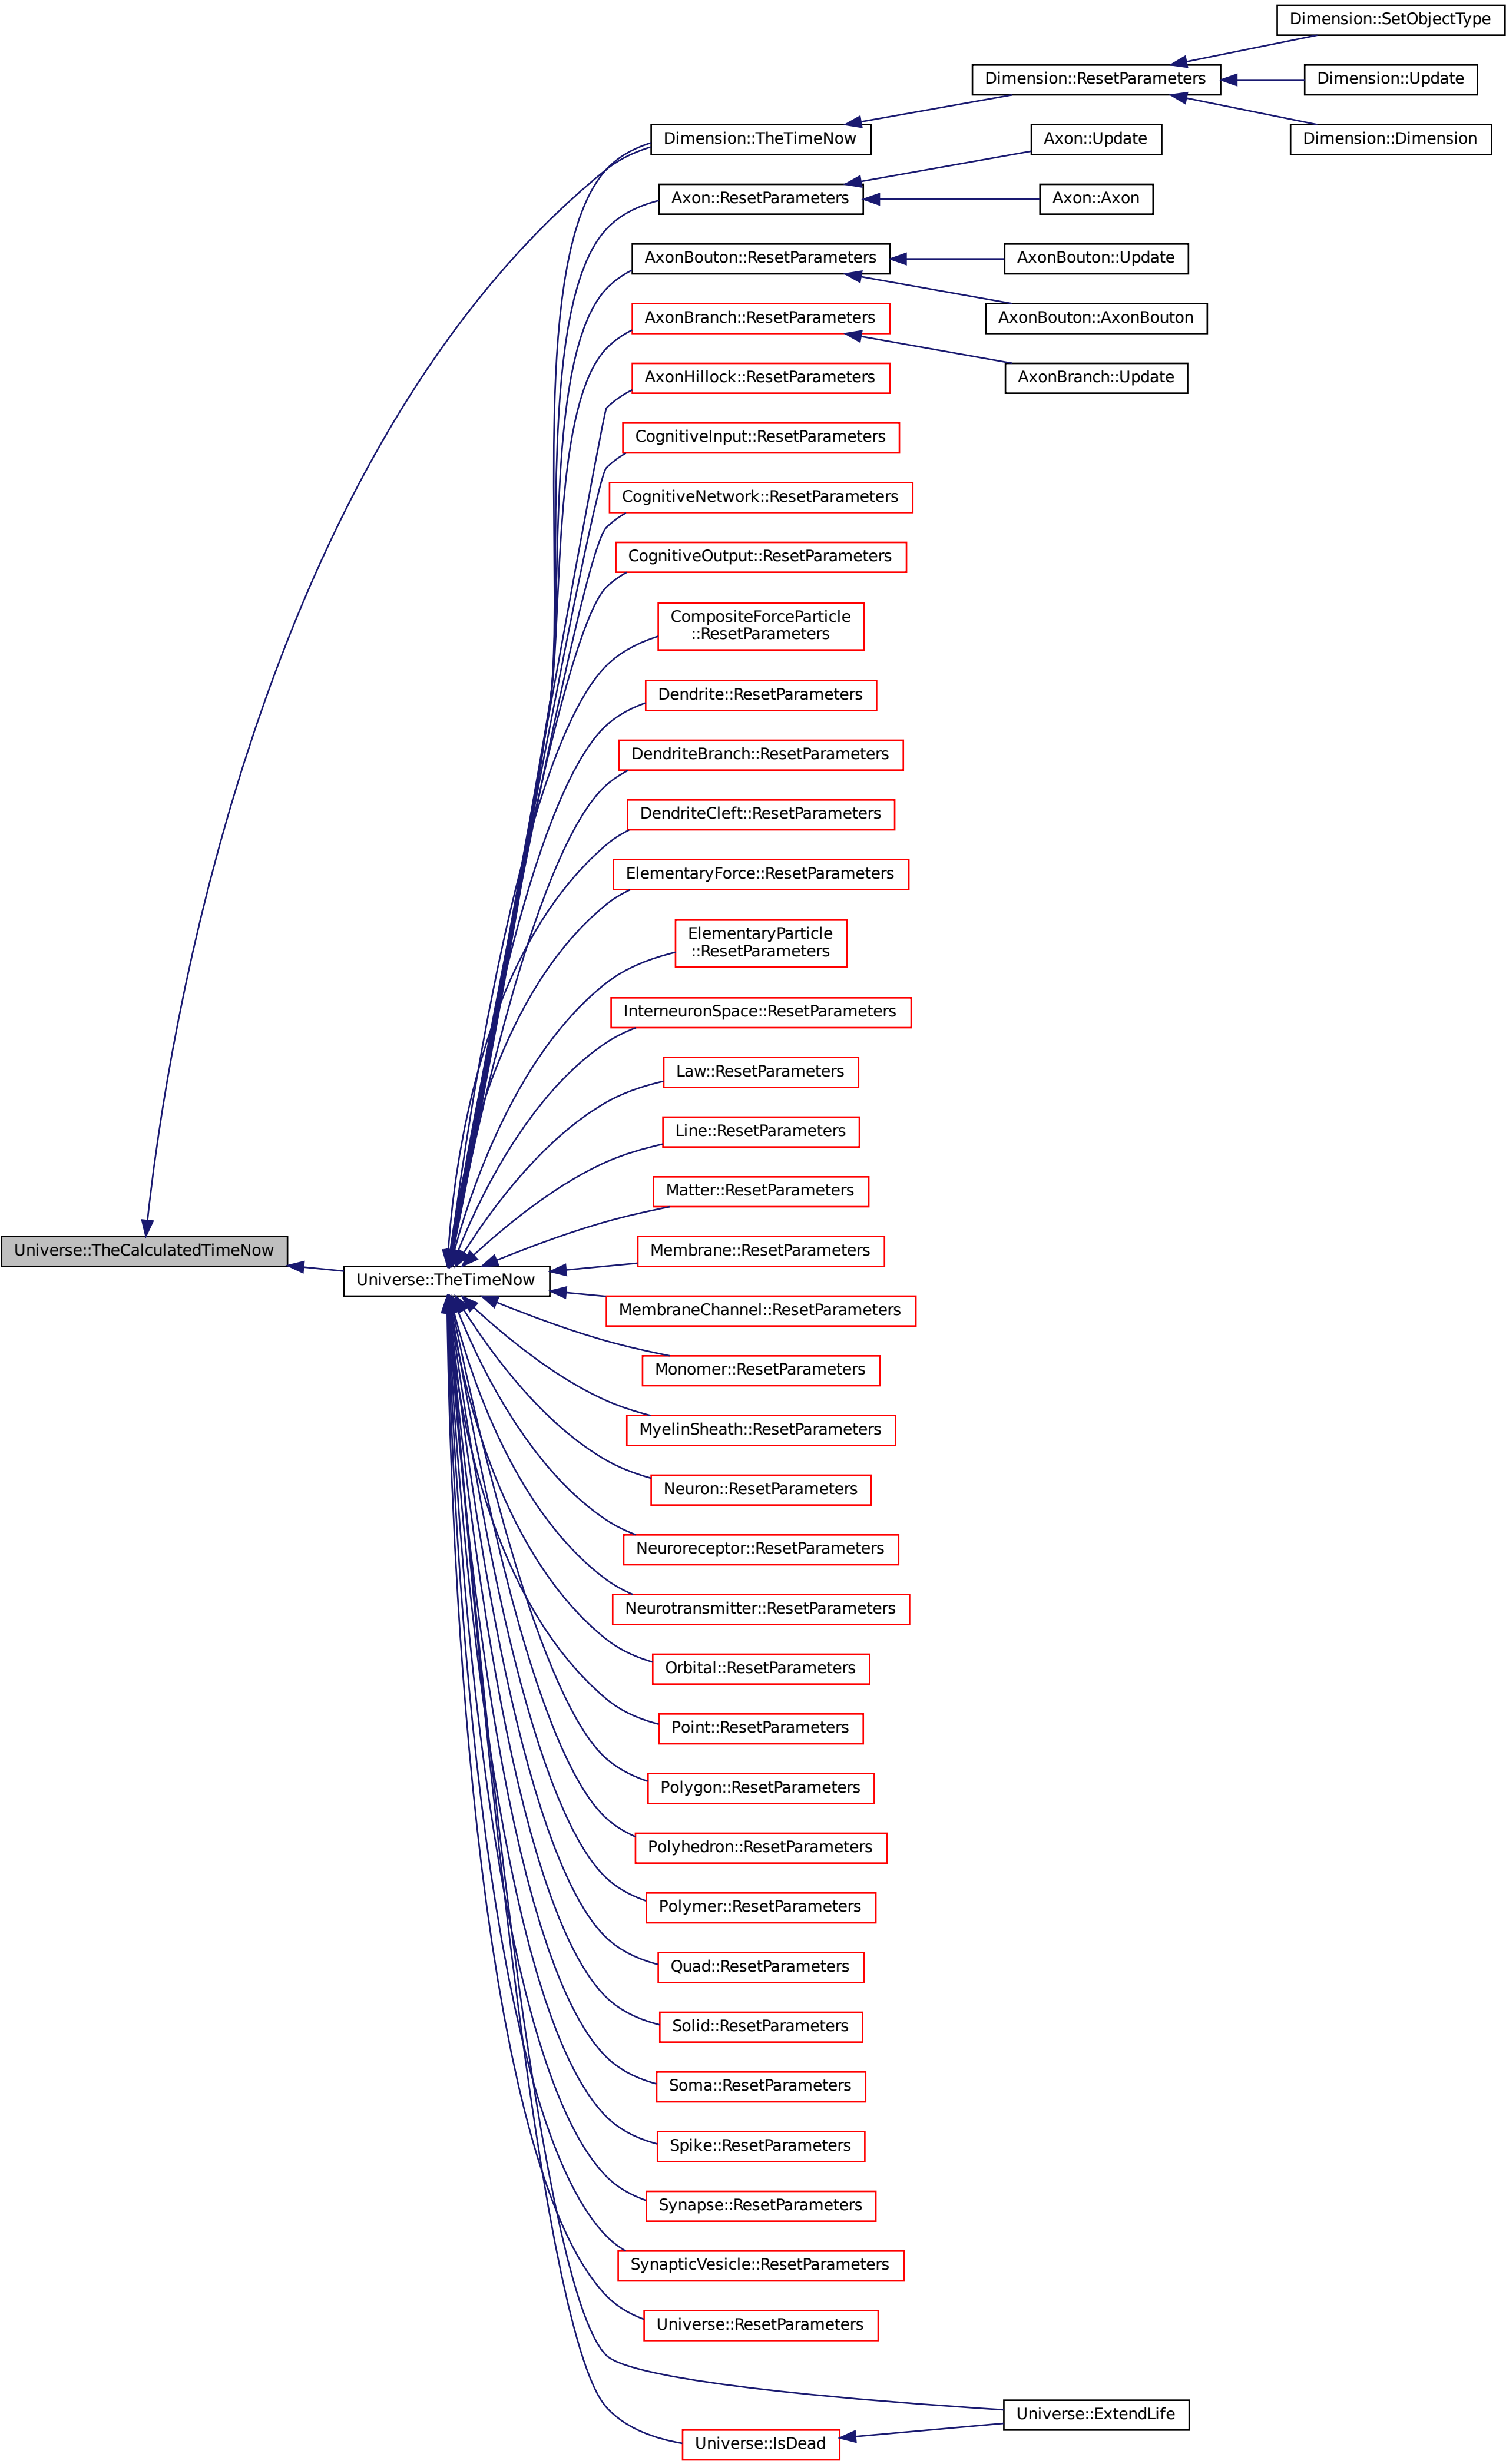 Dimension::SetObjectType
Dimension::ResetParameters
Dimension::Update
Dimension::TheTimeNow
Axon::Update
Dimension::Dimension
Axon::ResetParameters
Axon::Axon
AxonBouton::ResetParameters
AxonBouton::Update
AxonBranch::ResetParameters
AxonBouton::AxonBouton
AxonHillock::ResetParameters
AxonBranch::Update
CognitiveInput::ResetParameters
CognitiveNetwork::ResetParameters
CognitiveOutput::ResetParameters
CompositeForceParticle
::ResetParameters
Dendrite::ResetParameters
DendriteBranch::ResetParameters
DendriteCleft::ResetParameters
ElementaryForce::ResetParameters
ElementaryParticle
::ResetParameters
InterneuronSpace::ResetParameters
Law::ResetParameters
Line::ResetParameters
Matter::ResetParameters
Universe::TheCalculatedTimeNow
Membrane::ResetParameters
Universe::TheTimeNow
MembraneChannel::ResetParameters
Monomer::ResetParameters
MyelinSheath::ResetParameters
Neuron::ResetParameters
Neuroreceptor::ResetParameters
Neurotransmitter::ResetParameters
Orbital::ResetParameters
Point::ResetParameters
Polygon::ResetParameters
Polyhedron::ResetParameters
Polymer::ResetParameters
Quad::ResetParameters
Solid::ResetParameters
Soma::ResetParameters
Spike::ResetParameters
Synapse::ResetParameters
SynapticVesicle::ResetParameters
Universe::ResetParameters
Universe::ExtendLife
Universe::IsDead